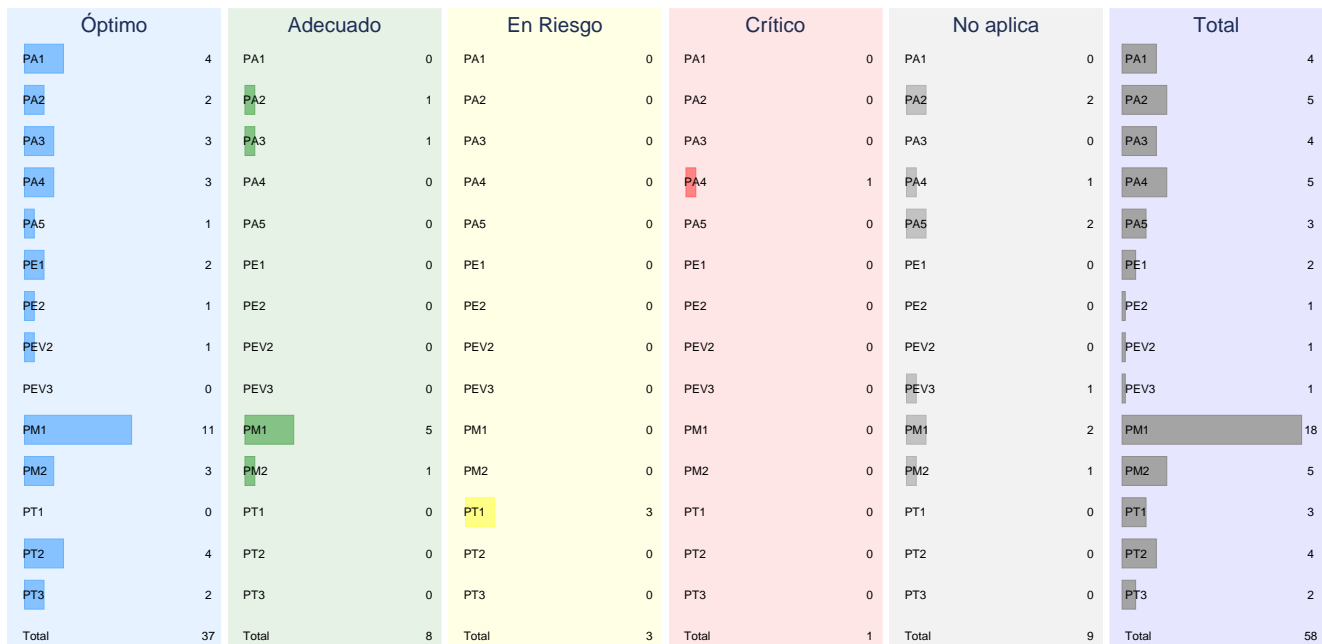 Óptimo Adecuado En Riesgo Crítico No aplica Total
PA1 4 PA1 0 PA1 0 PA1 0 PA1 0 PA1 4
PA2 2 PA2 1 PA2 0 PA2 0 PA2 2 PA2 5
PA3 3 PA3 1 PA3 0 PA3 0 PA3 0 PA3 4
PA4 3 PA4 0 PA4 0 PA4 1 PA4 1 PA4 5
PA5 1 PA5 0 PA5 0 PA5 0 PA5 2 PA5 3
PE1 2 PE1 0 PE1 0 PE1 0 PE1 0 PE1 2
PE2 1 PE2 0 PE2 0 PE2 0 PE2 0 PE2 1
PEV2 1 PEV2 0 PEV2 0 PEV2 0 PEV2 0 PEV2 1
PEV3 0 PEV3 0 PEV3 0 PEV3 0 PEV3 1 PEV3 1
PM1 11 PM1 5 PM1 0 PM1 0 PM1 2 PM1 18
PM2 3 PM2 1 PM2 0 PM2 0 PM2 1 PM2 5
PT1 0 PT1 0 PT1 3 PT1 0 PT1 0 PT1 3
PT2 4 PT2 0 PT2 0 PT2 0 PT2 0 PT2 4
PT3 2 PT3 0 PT3 0 PT3 0 PT3 0 PT3 2
Total 37 Total 8 Total 3 Total 1 Total 9 Total 58